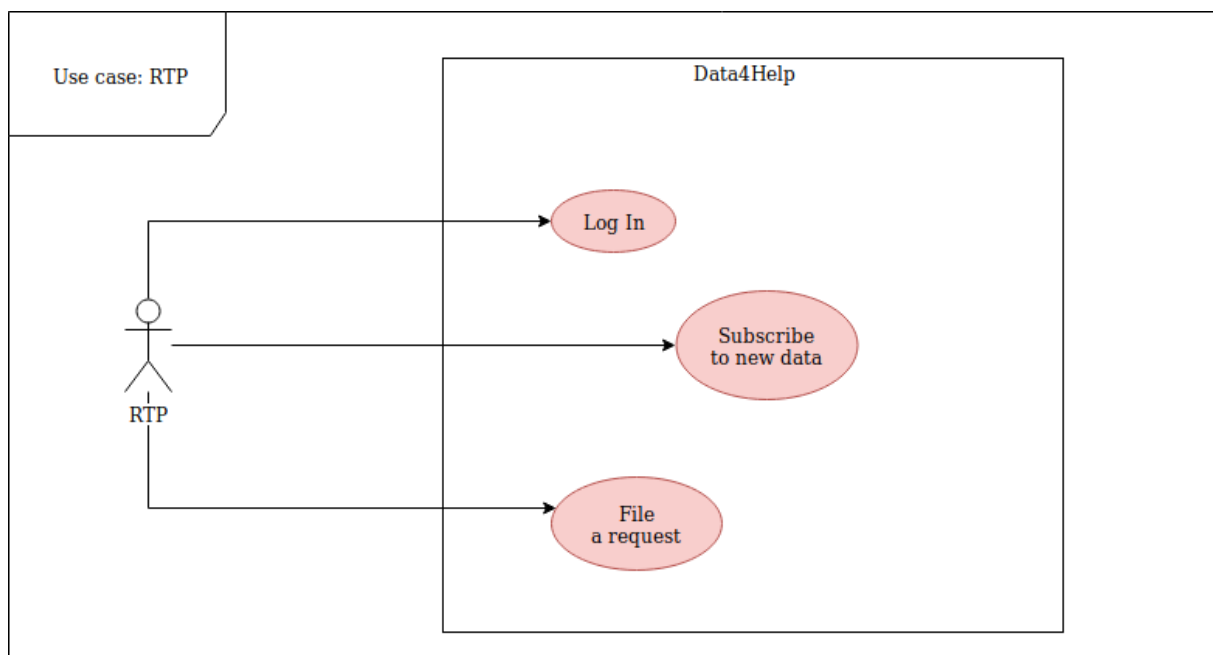 Use case: RTP
Data4Help
Log In
Subscribe
to new data
RTP
File
a request